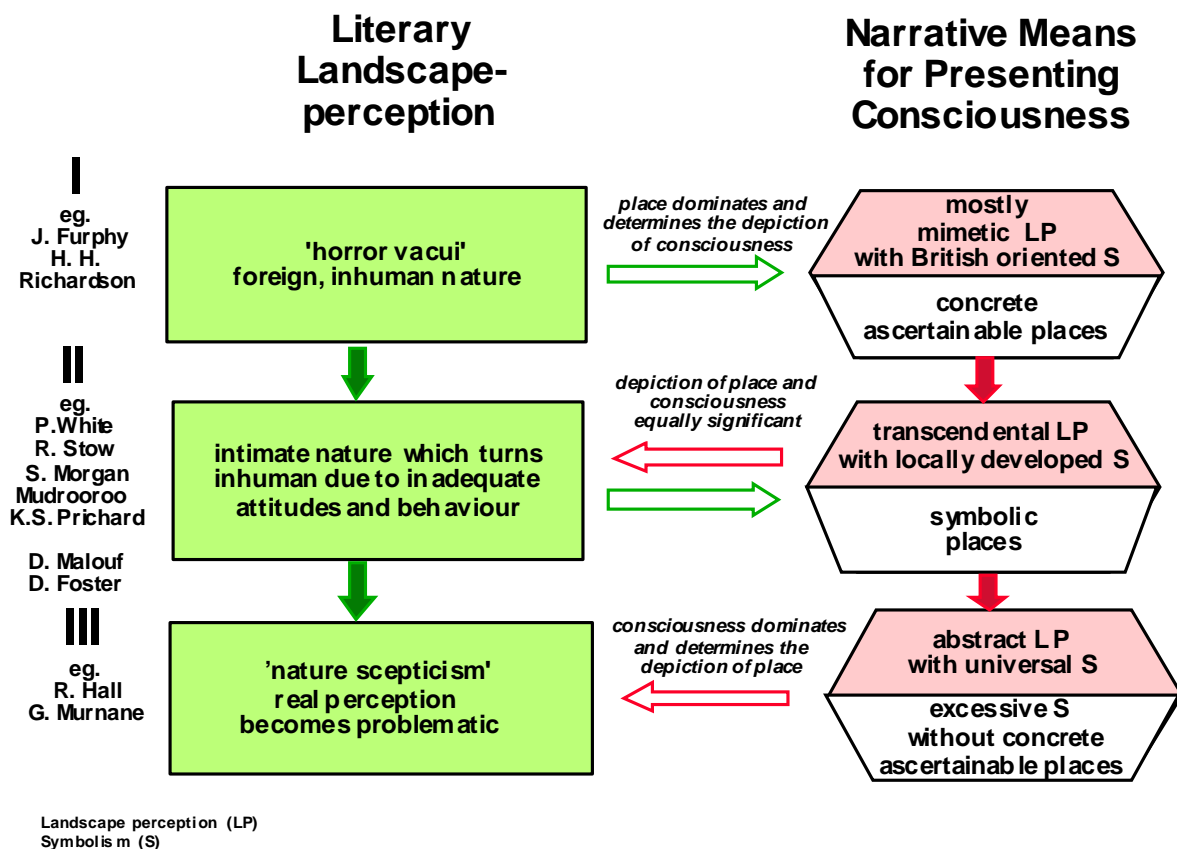 Literary
Landscape-
perception
Narrative Means
for Presenting
Consciousness
I
eg.
J. Furphy
H. H.
Richardson
'horror vacui'
foreign, inhuman nature
place dominates and
determines the depiction
of consciousness
mostly
mimetic LP
with British oriented S
concrete
ascertainable places
II
eg.
P.White
R. Stow
S. Morgan
Mudrooroo
K.S. Prichard
D. Malouf
D. Foster
intimate nature which turns
inhuman due to inadequate
attitudes and behaviour
depiction of place and
consciousness
equally significant
transcendental LP
with locally developed S
symbolic
places
III
eg.
R. Hall
G. Murnane
’nature scepticism'
real perception
becomes problematic
consciousness dominates
and determines the
depiction of place
abstract LP
with universal S
excessive S
without concrete
ascertainable places
Landscape perception (LP)
Symbolism (S)